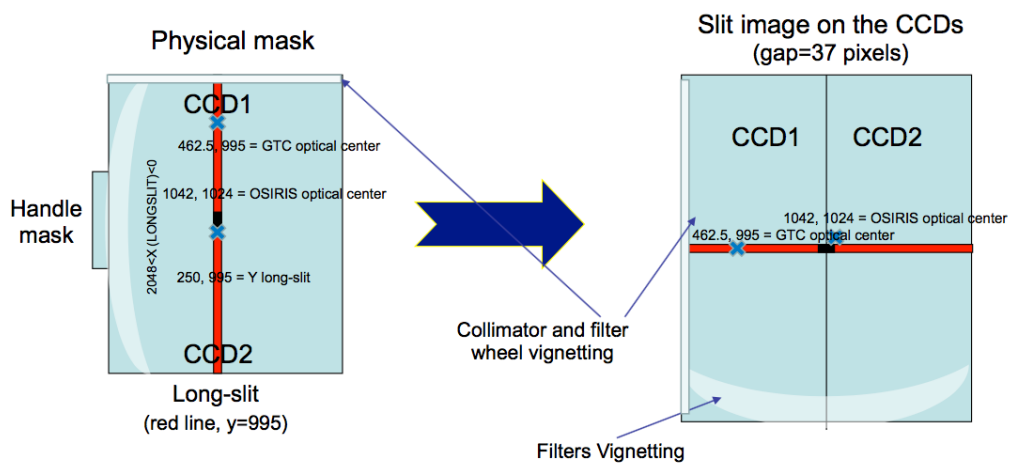 Physical mask
Slit image on the CCDs
(gap=37 pixels)
CCD1
462.5, 995 = GTC optical center
1042, 1024 = OSIRIS optical center
2048<X (LONGSLIT)<0
Handle
mask
250, 995 = Y long-slit
CCD2
Long-slit
(red line, y=995)
CCD1
CCD2
1042, 1024 = OSIRIS optical center
462.5, 995 = GTC optical center
Collimator and filter
wheel vignetting
Filters Vignetting